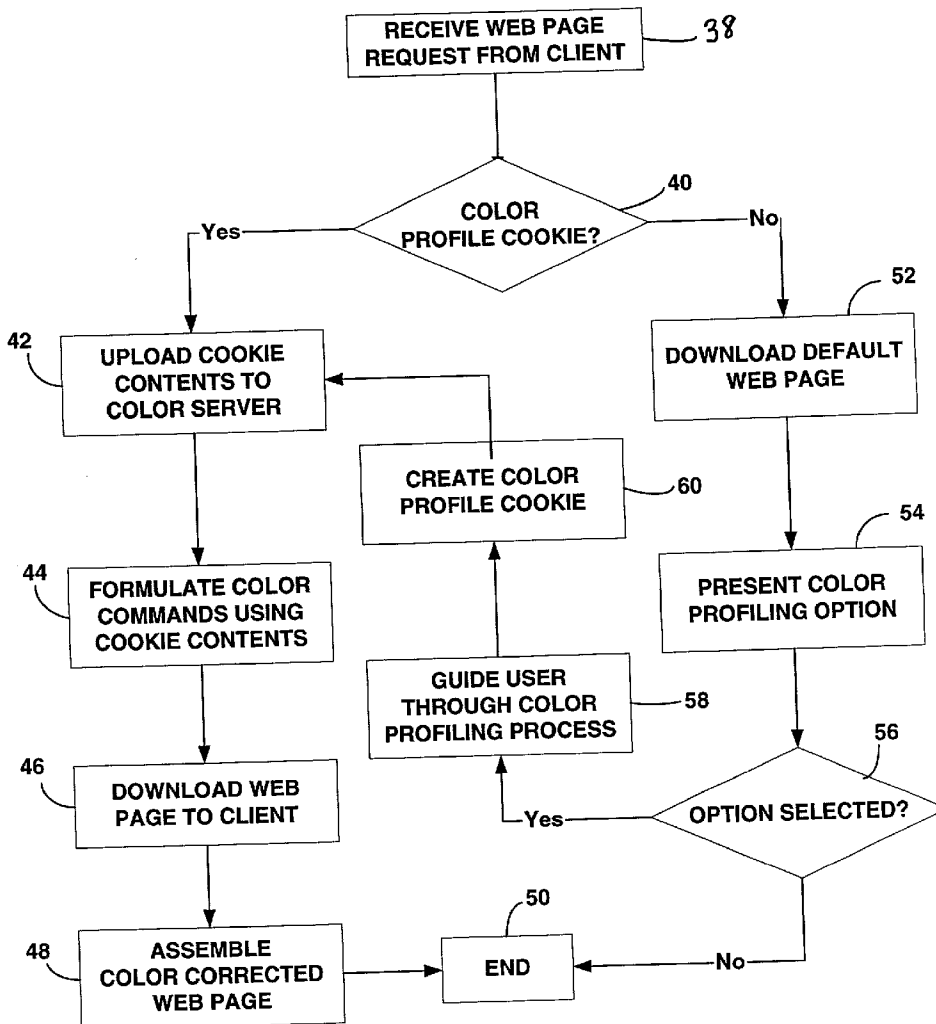 RECEIVE WEB PAGE
REQUEST FROM CLIENT
38
COLOR
PROFILE COOKIE?
40
Yes
No
42
UPLOAD COOKIE
CONTENTS TO
COLOR SERVER
52
DOWNLOAD DEFAULT
WEB PAGE
CREATE COLOR
PROFILE COOKIE
60
54
PRESENT COLOR
PROFILING OPTION
44
FORMULATE COLOR
COMMANDS USING
COOKIE CONTENTS
GUIDE USER
THROUGH COLOR
PROFILING PROCESS
58
56
OPTION SELECTED?
Yes
No
46
DOWNLOAD WEB
PAGE TO CLIENT
48
ASSEMBLE
COLOR CORRECTED
WEB PAGE
50
END